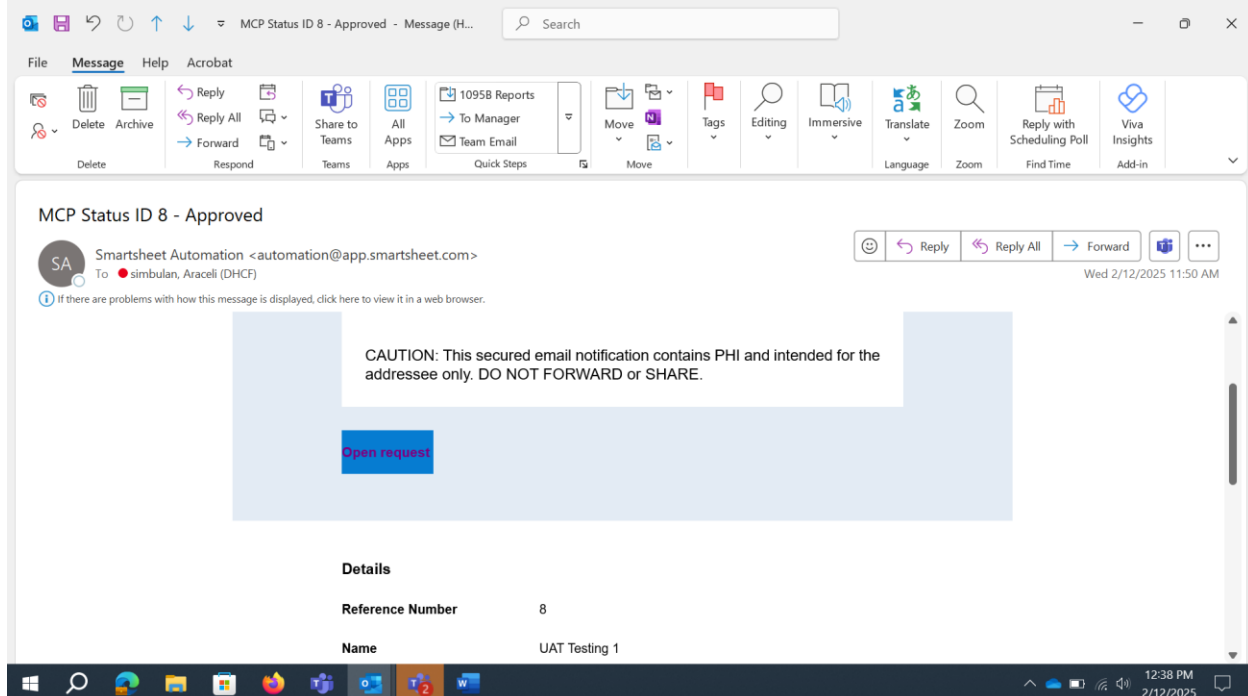 MCP Status ID 8 - Approved - Message (H...
Search
File Message Help Acrobat
Delete
Archive
Reply
Reply All
Forward
Share to Teams
All Apps
1095B Reports
To Manager
Team Email
Move
Tags
Editing
Immersive
Translate
Zoom
Reply with Scheduling Poll
Viva Insights
Delete
Respond
Teams
Apps
Quick Steps
Move
Language
Zoom
Find Time
Add-in
MCP Status ID 8 - Approved
SA
Smartsheet Automation <automation@app.smartsheet.com>
To simbulan, Araceli (DHCF)
Reply
Reply All
Forward
Wed 2/12/2025 11:50 AM
If there are problems with how this message is displayed, click here to view it in a web browser.
CAUTION: This secured email notification contains PHI and intended for the
addressee only. DO NOT FORWARD or SHARE.
Open request
Details
Reference Number 8
Name UAT Testing 1
2
12:38 PM
2/12/2025